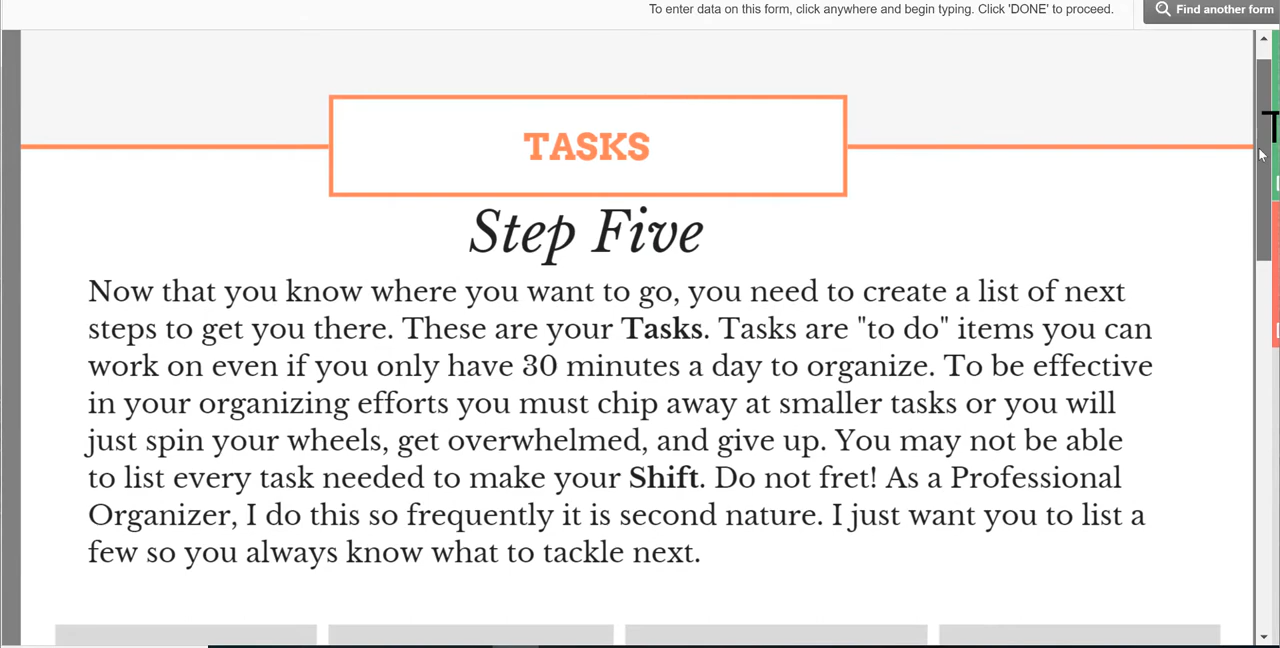 To enter data on this form, click anywhere and begin typing. Click 'DONE' to proceed.
Find another form
TASKS
Step Five
Now that you know where you want to go, you need to create a list of next
steps to get you there. These are your Tasks. Tasks are "to do" items you can
work on even if you only have 30 minutes a day to organize. To be effective
in your organizing efforts you must chip away at smaller tasks or you will
just spin your wheels, get overwhelmed, and give up. You may not be able
to list every task needed to make your Shift. Do not fret! As a Professional
Organizer, I do this so frequently it is second nature. I just want you to list a
few so you always know what to tackle next.